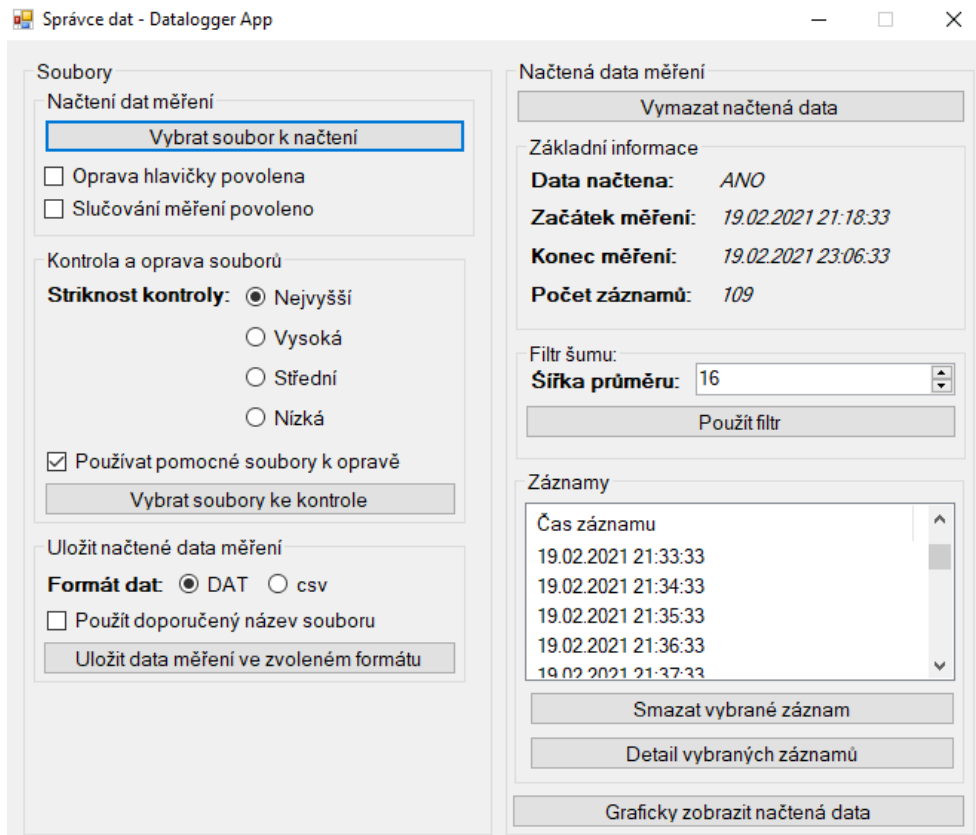 Správce dat - Datalogger App
Soubory
Načtení dat měření
Vybrat soubor k načtení
Oprava hlavičky povolena
Slučování měření povoleno
Kontrola a oprava souborů
Striknost kontroly: Nejvyšší
Vysoká
Střední
Nízká
Používat pomocné soubory k opravě
Vybrat soubory ke kontrole
Uložit načtené data měření
Formát dat: DAT csv
Použít doporučený název souboru
Uložit data měření ve zvoleném formátu
Načtená data měření
Vymazat načtená data
Základní informace
Data načtena: ANO
Začátek měření: 19.02.2021 21:18:33
Konec měření: 19.02.2021 23:06:33
Počet záznamů: 109
Filtr šumu:
Šířka průměru: 16
Použít filtr
Záznamy
Čas záznamu
19.02.2021 21:33:33
19.02.2021 21:34:33
19.02.2021 21:35:33
19.02.2021 21:36:33
19.02.2021 21:37:33
Smazat vybrané záznam
Detail vybraných záznamů
Graficky zobrazit načtená data